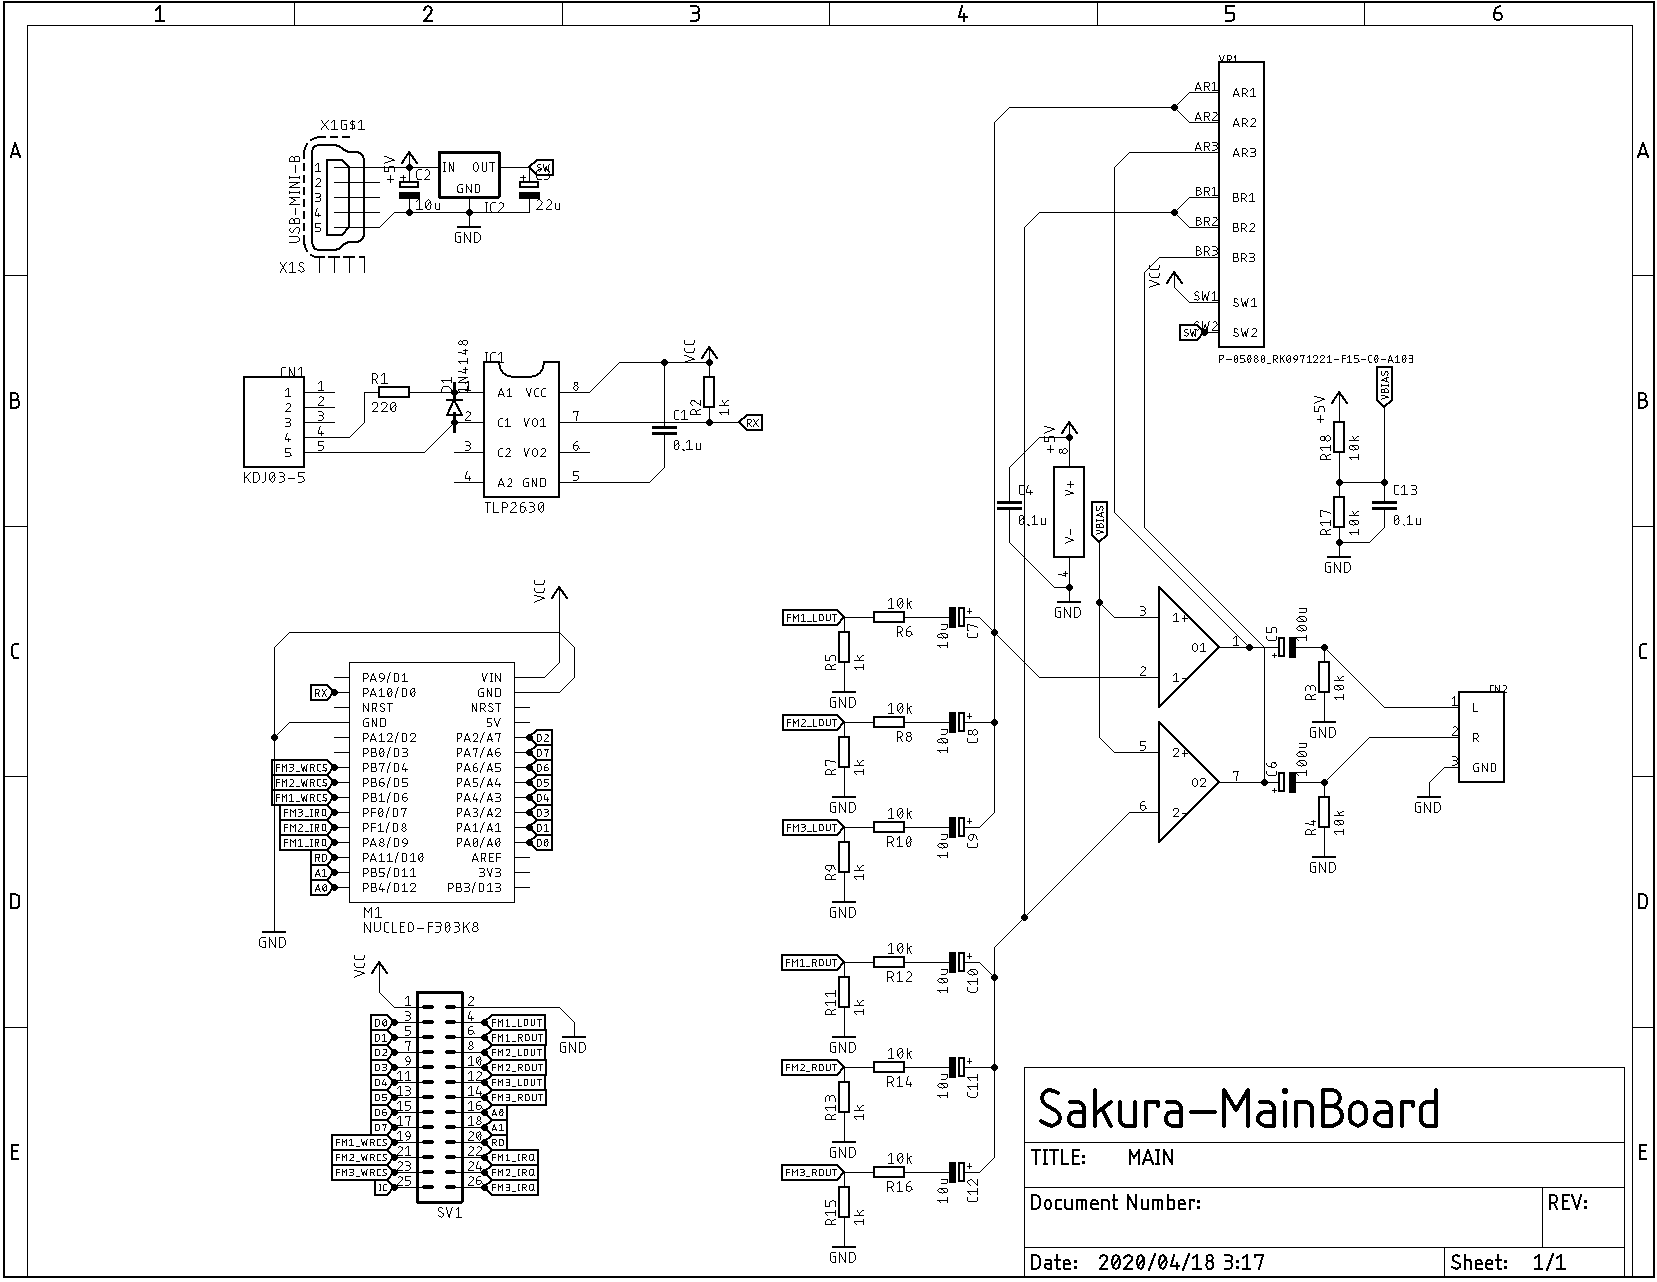 1 2 3 4 5 6
A
B
C
D
E
A
B
C
D
E
X1G$1
USB-MINI-B
1
2
3
4
5
X1S
+5V
C2
10u
IN OUT
GND
IC2
SW
22u
GND
CN1
1 1
2 2
3 3
4 4
5 5
KDJ03-5
R1
220
D1
1N4148
IC1
A1 VCC 8
2 C1 VO1 7
3 C2 VO2 6
4 A2 GND 5
TLP2630
VCC
R2
1k
C1
0.1u
RX
VCC
PA9/D1 VIN
RX PA10/D0 GND
NRST NRST
GND 5V
PA12/D2 PA2/A7 D2
PB0/D3 PA7/A6 D7
FM3_WRCS PB7/D4 PA6/A5 D6
FM2_WRCS PB6/D5 PA5/A4 D5
FM1_WRCS PB1/D6 PA4/A3 D4
FM3_IRQ PF0/D7 PA3/A2 D3
FM2_IRQ PF1/D8 PA1/A1 D1
FM1_IRQ PA8/D9 PA0/A0 D0
RD PA11/D10 AREF
A1 PB5/D11 3V3
A0 PB4/D12 PB3/D13
M1
NUCLEO-F303K8
GND
VCC
1 2
D0 3 4 FM1_LOUT
D1 5 6 FM1_ROUT
D2 7 8 FM2_LOUT
D3 9 10 FM2_ROUT
D4 11 12 FM3_LOUT
D5 13 14 FM3_ROUT
D6 15 16 A0
D7 17 18 A1
FM1_WRCS 19 20 RD
FM2_WRCS 21 22 FM1_IRQ
FM3_WRCS 23 24 FM2_IRQ
IC 25 26 FM3_IRQ
SV1
GND
FM1_LOUT 10k R6 10u C7
R5 1k
GND
FM2_LOUT 10k R8 10u C8
R7 1k
GND
FM3_LOUT 10k R10 10u C9
R9 1k
GND
FM1_ROUT 10k R12 10u C10
R11 1k
GND
FM2_ROUT 10k R14 10u C11
R13 1k
GND
FM3_ROUT 10k R16 10u C12
R15 1k
GND
VR1
AR1 AR1
AR2 AR2
AR3 AR3
BR1 BR1
BR2 BR2
BR3 BR3
VCC
SW1 SW1
SW SW2 SW2
P-05080_RK0971221-F15-C0-A103
+5V
8
V+
V-
4
C4
0.1u
GND
VBIAS
3 1+
2 1-
O1 1
5 2+
6 2-
O2 7
C5
100u
C6
100u
R3
10k
GND
R4
10k
GND
+5V
R18
10k
R17
10k
VBIAS
C13
0.1u
GND
CN2
1 L
2 R
3 GND
GND
Sakura-MainBoard
TITLE: MAIN
Document Number:
REV:
Date: 2020/04/18 3:17
Sheet: 1/1